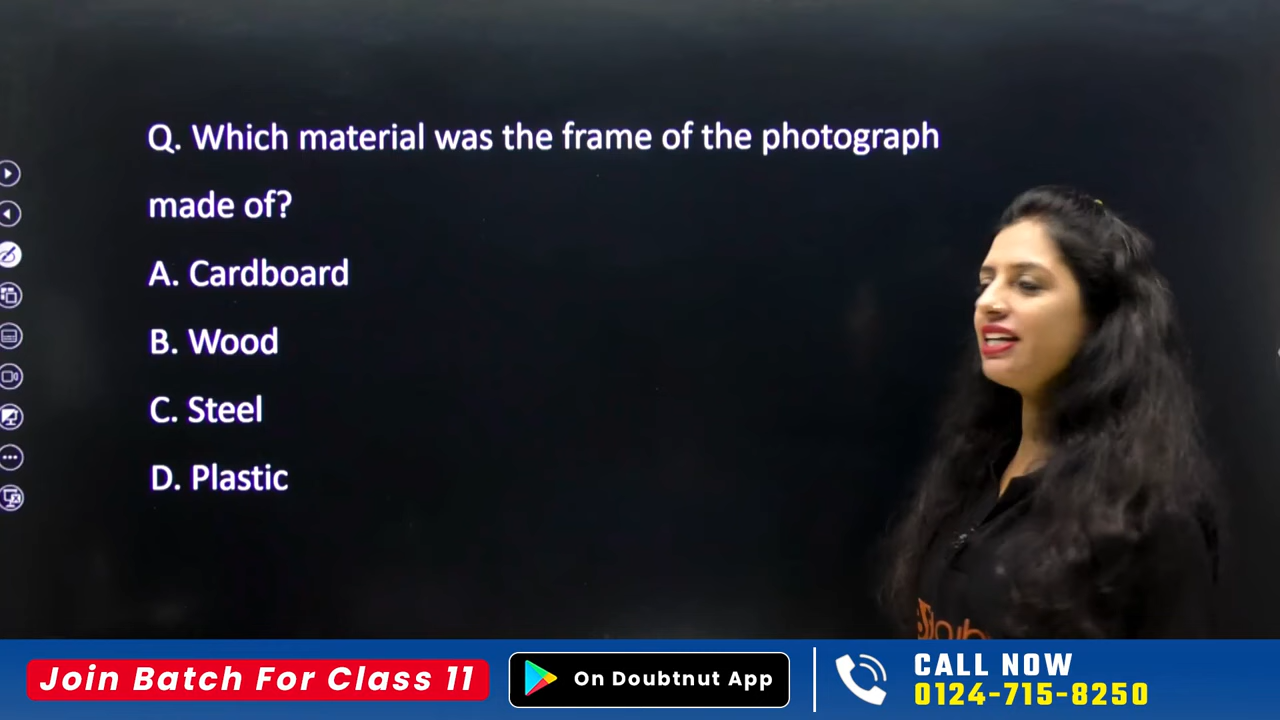 Q. Which material was the frame of the photograph
made of?
A. Cardboard
B. Wood
C. Steel
D. Plastic
Join Batch For Class 11
On Doubtnut App
CALL NOW
0124-715-8250